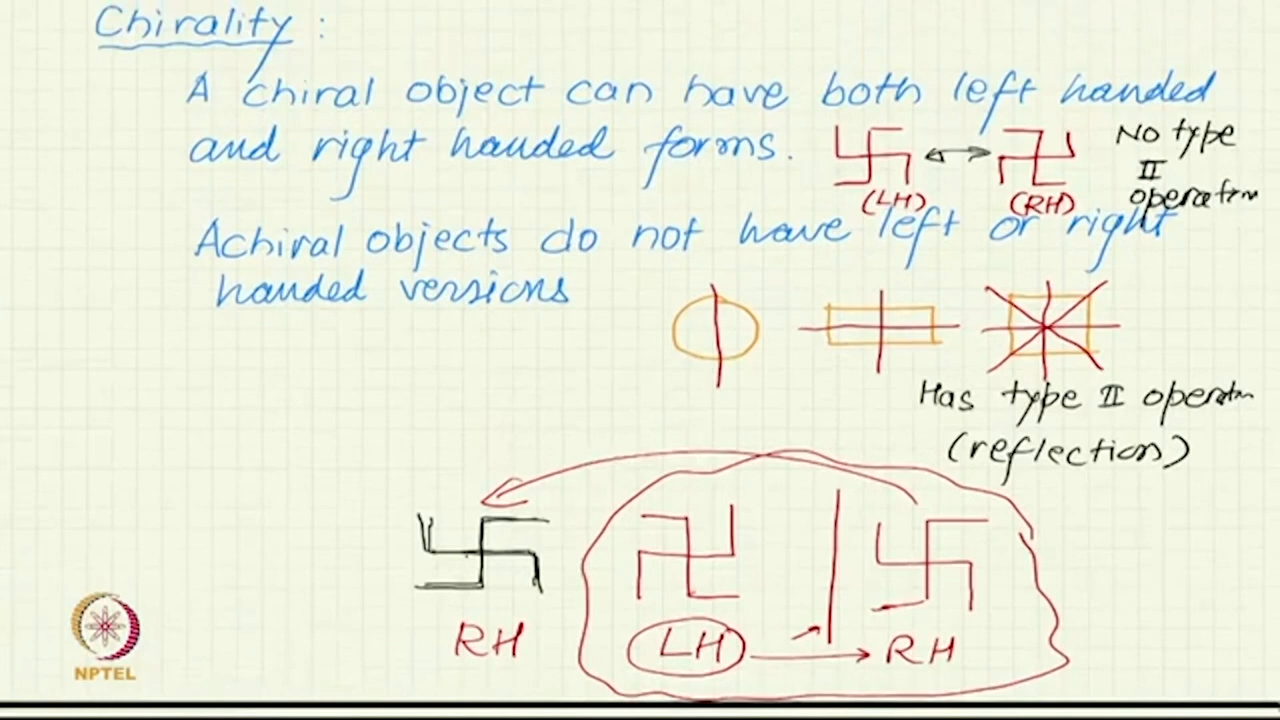 Chirality :
A chiral object can have both left handed
and right handed forms.
(LH)
(RH)
No type
II
operation
Achiral objects do not have left or right
handed versions
Has type II operatn
(reflection)
RH
LH
RH
NPTEL